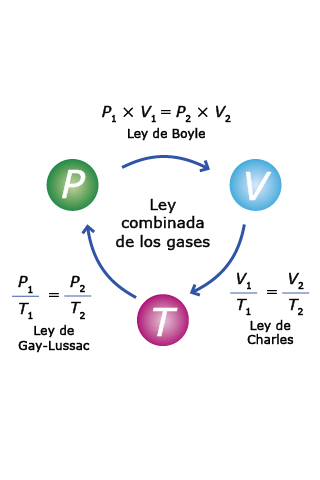 P₁ × V₁ = P₂ × V₂
Ley de Boyle
P
V
Ley
combinada
de los gases
P₁/T₁ = P₂/T₂
Ley de
Gay-Lussac
V₁/T₁ = V₂/T₂
Ley de
Charles
T